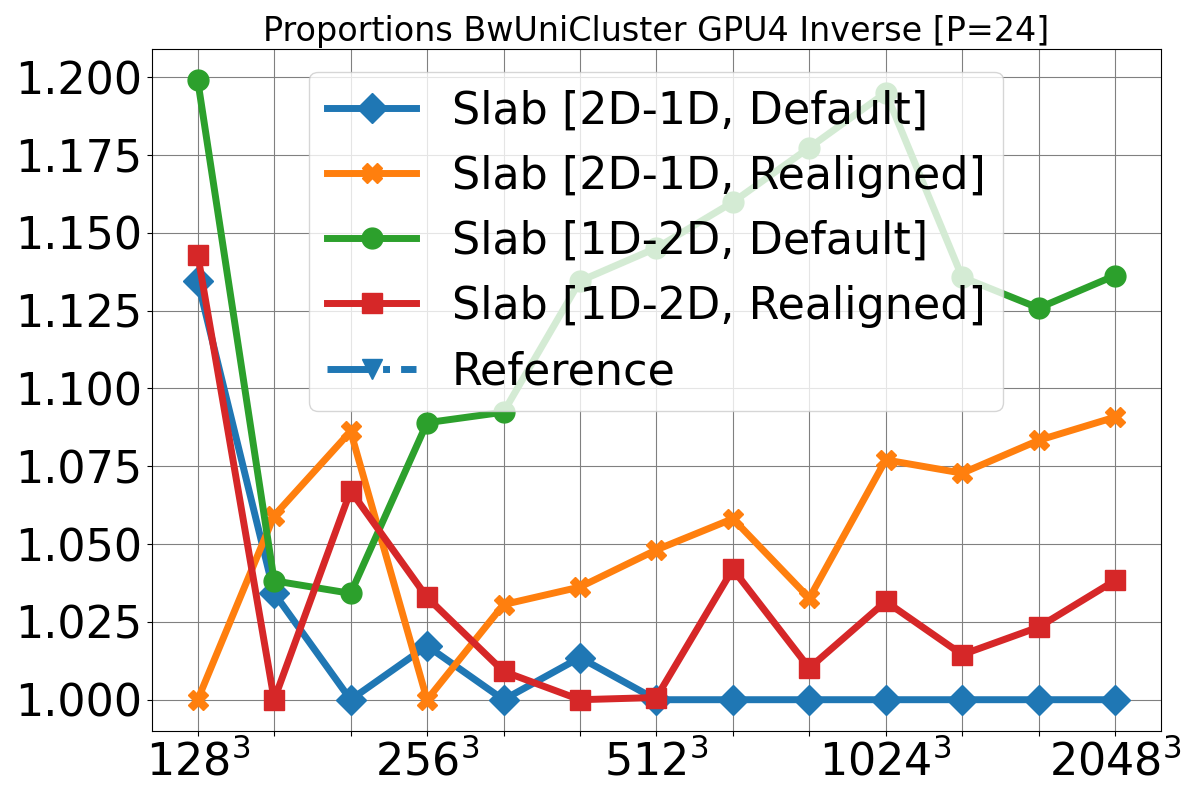 Proportions BwUniCluster GPU4 Inverse [P=24]
1.200
1.175
1.150
1.125
1.100
1.075
1.050
1.025
1.000
Slab [2D-1D, Default]
Slab [2D-1D, Realigned]
Slab [1D-2D, Default]
Slab [1D-2D, Realigned]
Reference
128³ 256³ 512³ 1024³ 2048³